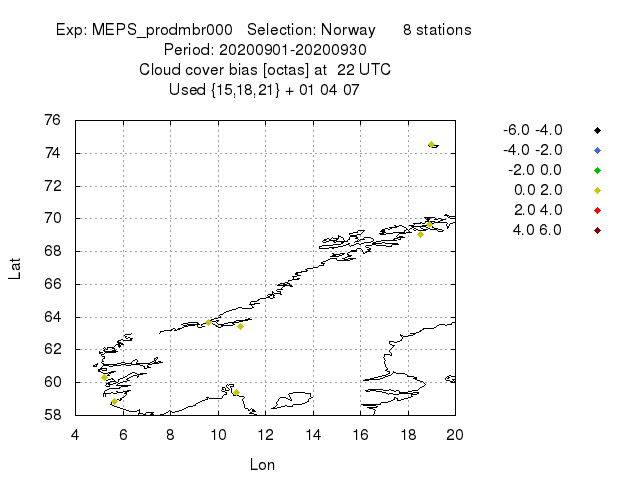 Exp: MEPS_prodmbr000 Selection: Norway 8 stations
Period: 20200901-20200930
Cloud cover bias [octas] at 22 UTC
Used {15,18,21} + 01 04 07
76
74
72
70
68
66
64
62
60
58
Lat
4 6 8 10 12 14 16 18 20
Lon
-6.0 -4.0
-4.0 -2.0
-2.0 0.0
0.0 2.0
2.0 4.0
4.0 6.0